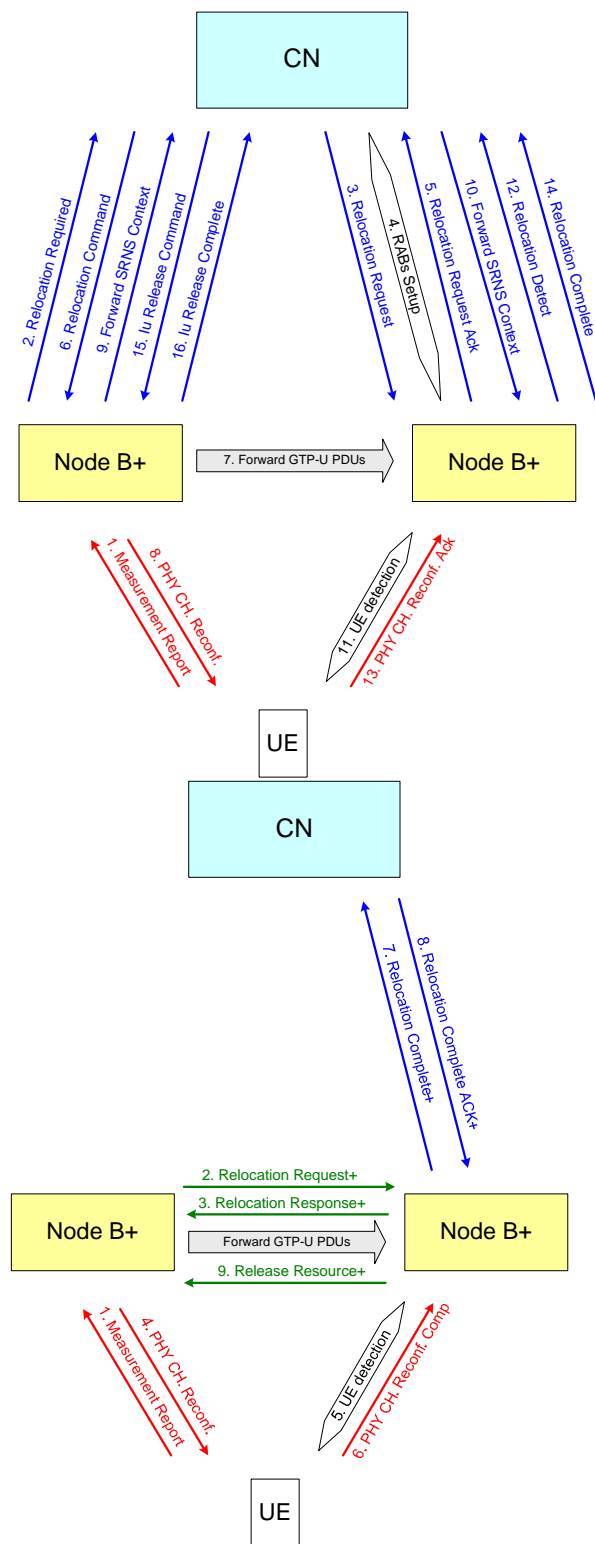 CN
2. Relocation Required
6. Relocation Command
9. Forward SRNS Context
15. Iu Release Command
16. Iu Release Complete
3. Relocation Request
4. RABs Setup
5. Relocation Request Ack
10. Forward SRNS Context
12. Relocation Detect
14. Relocation Complete
Node B+
7. Forward GTP-U PDUs
Node B+
1. Measurement Report
8. PHY CH. Reconf.
11. UE detection
13. PHY CH. Reconf. Ack
UE
CN
7. Relocation Complete+
8. Relocation Complete ACK+
2. Relocation Request+
3. Relocation Response+
Node B+
Forward GTP-U PDUs
Node B+
9. Release Resource+
1. Measurement Report
4. PHY CH. Reconf.
5. UE detection
6. PHY CH. Reconf. Comp
UE